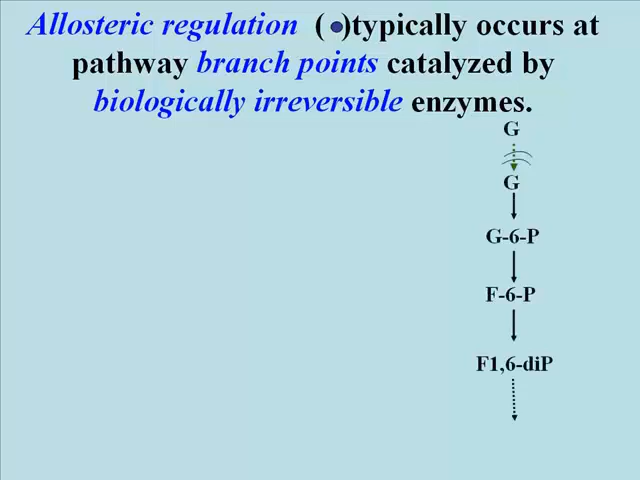 Allosteric regulation ( )typically occurs at
pathway branch points catalyzed by
biologically irreversible enzymes.
G
G
G-6-P
F-6-P
F1,6-diP